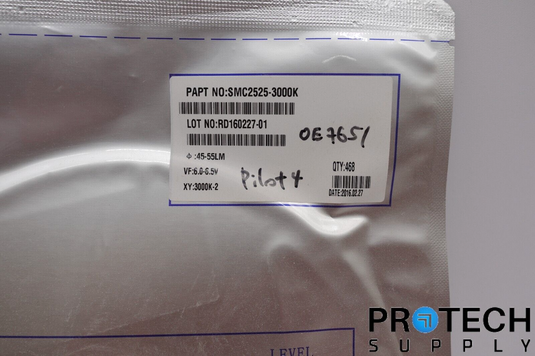 PAPT NO:SMC2525-3000K
LOT NO:RD160227-01
OE7651
Φ:45-55LM
VF:6.0-6.5V
QTY:468
Pilot 4
XY:3000K-2
DATE:2016.02.27
LEVEL
PROTECH
SUPPLY